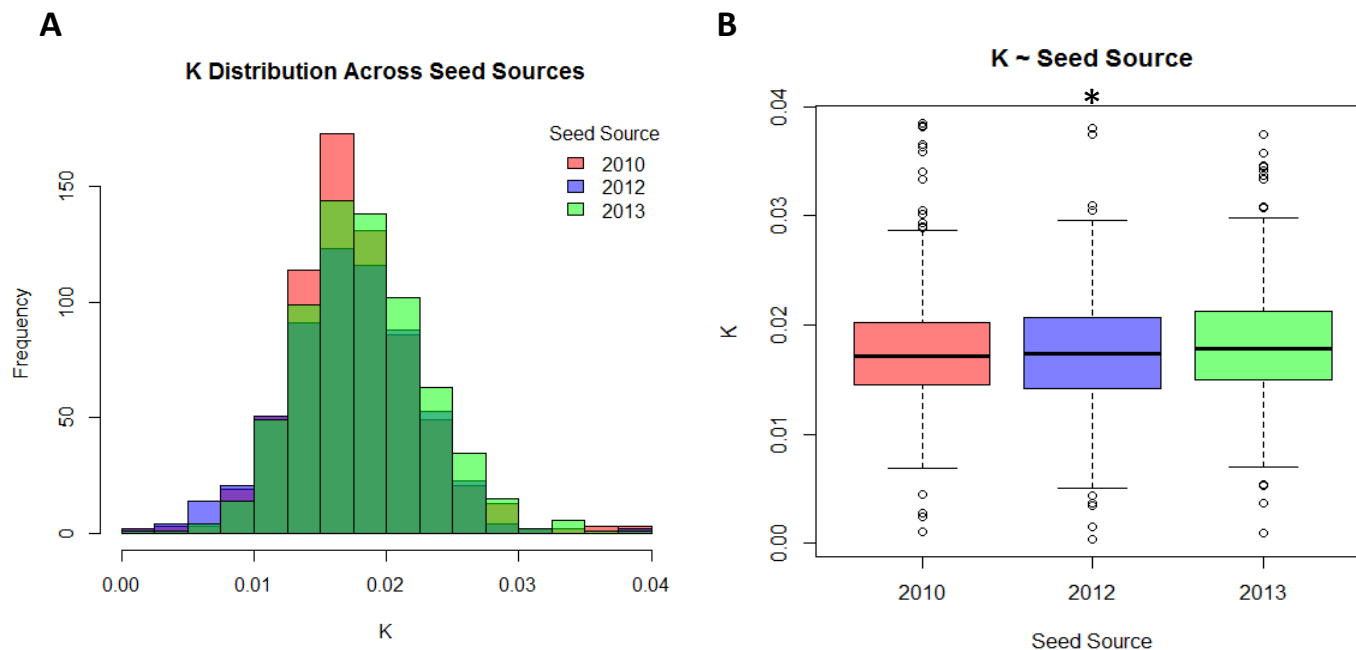 A
K Distribution Across Seed Sources
Seed Source
2010
2012
2013
Frequency
150
100
50
0
0.00 0.01 0.02 0.03 0.04
K
B
K ~ Seed Source
*
K
0.04
0.03
0.02
0.01
0.00
2010 2012 2013
Seed Source